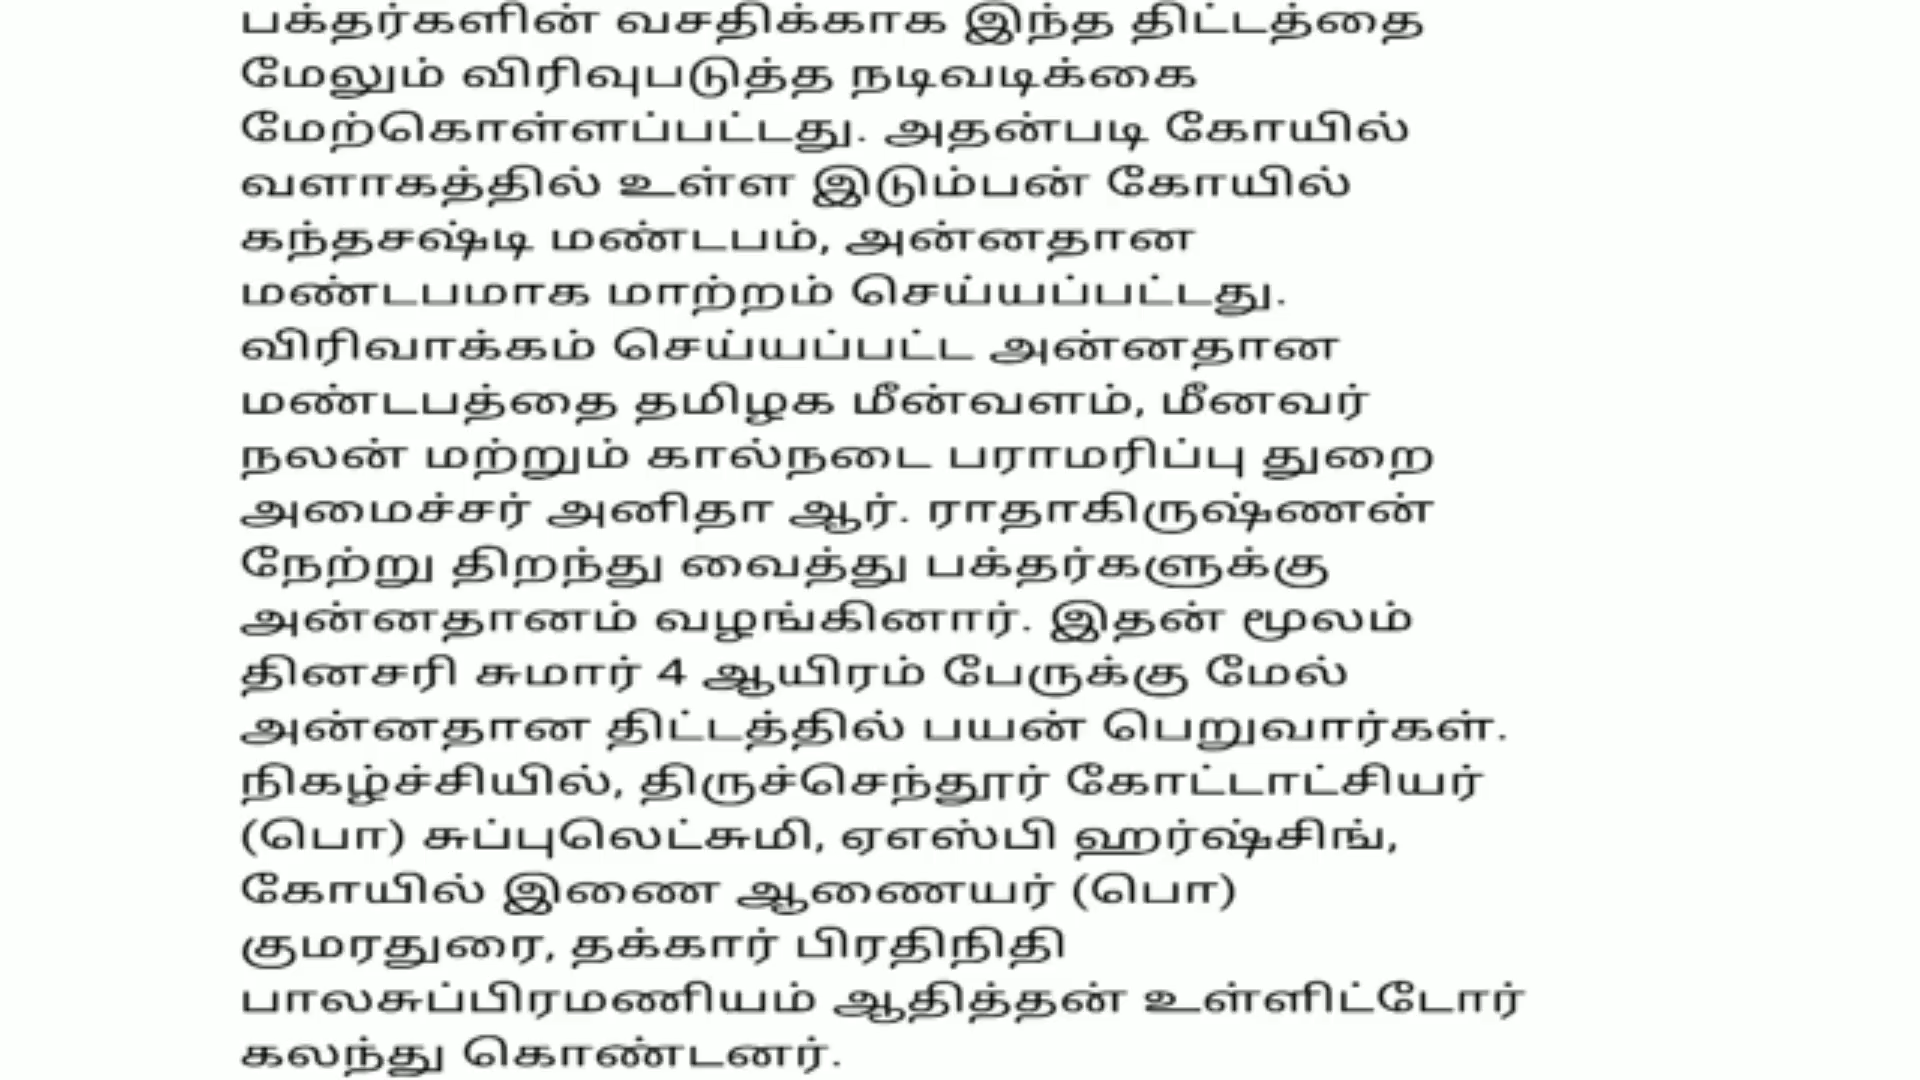 பக்தர்களின் வசதிக்காக இந்த திட்டத்தை
மேலும் விரிவுபடுத்த நடிவடிக்கை
மேற்கொள்ளப்பட்டது. அதன்படி கோயில்
வளாகத்தில் உள்ள இடும்பன் கோயில்
கந்தசஷ்டி மண்டபம், அன்னதான
மண்டபமாக மாற்றம் செய்யப்பட்டது.
விரிவாக்கம் செய்யப்பட்ட அன்னதான
மண்டபத்தை தமிழக மீன்வளம், மீனவர்
நலன் மற்றும் கால்நடை பராமரிப்பு துறை
அமைச்சர் அனிதா ஆர். ராதாகிருஷ்ணன்
நேற்று திறந்து வைத்து பக்தர்களுக்கு
அன்னதானம் வழங்கினார். இதன் மூலம்
தினசரி சுமார் 4 ஆயிரம் பேருக்கு மேல்
அன்னதான திட்டத்தில் பயன் பெறுவார்கள்.
நிகழ்ச்சியில், திருச்செந்தூர் கோட்டாட்சியர்
(பொ) சுப்புலெட்சுமி, ஏஎஸ்பி ஹர்ஷ்சிங்,
கோயில் இணை ஆணையர் (பொ)
குமரதுரை, தக்கார் பிரதிநிதி
பாலசுப்பிரமணியம் ஆதித்தன் உள்ளிட்டோர்
கலந்து கொண்டனர்.